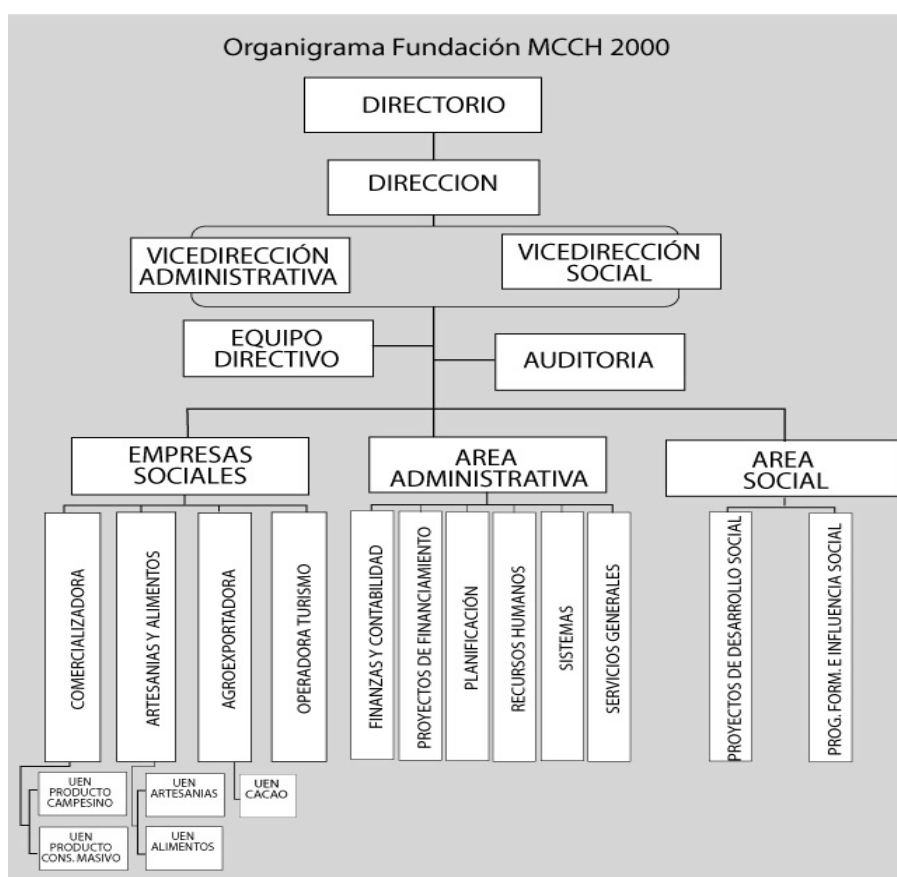 Organigrama Fundación MCCH 2000
DIRECTORIO
DIRECCION
VICEDIRECCIÓN
ADMINISTRATIVA
VICEDIRECCIÓN
SOCIAL
EQUIPO
DIRECTIVO
AUDITORIA
EMPRESAS
SOCIALES
AREA
ADMINISTRATIVA
AREA
SOCIAL
COMERCIALIZADORA
ARTESANIAS Y ALIMENTOS
AGROEXPORTADORA
OPERADORA TURISMO
FINANZAS Y CONTABILIDAD
PROYECTOS DE FINANCIAMIENTO
PLANIFICACIÓN
RECURSOS HUMANOS
SISTEMAS
SERVICIOS GENERALES
PROYECTOS DE DESARROLLO SOCIAL
PROG. FORM. E INFLUENCIA SOCIAL
UEN
PRODUCTO
CAMPESINO
UEN
ARTESANIAS
UEN
CACAO
UEN
PRODUCTO
CONS. MASIVO
UEN
ALIMENTOS